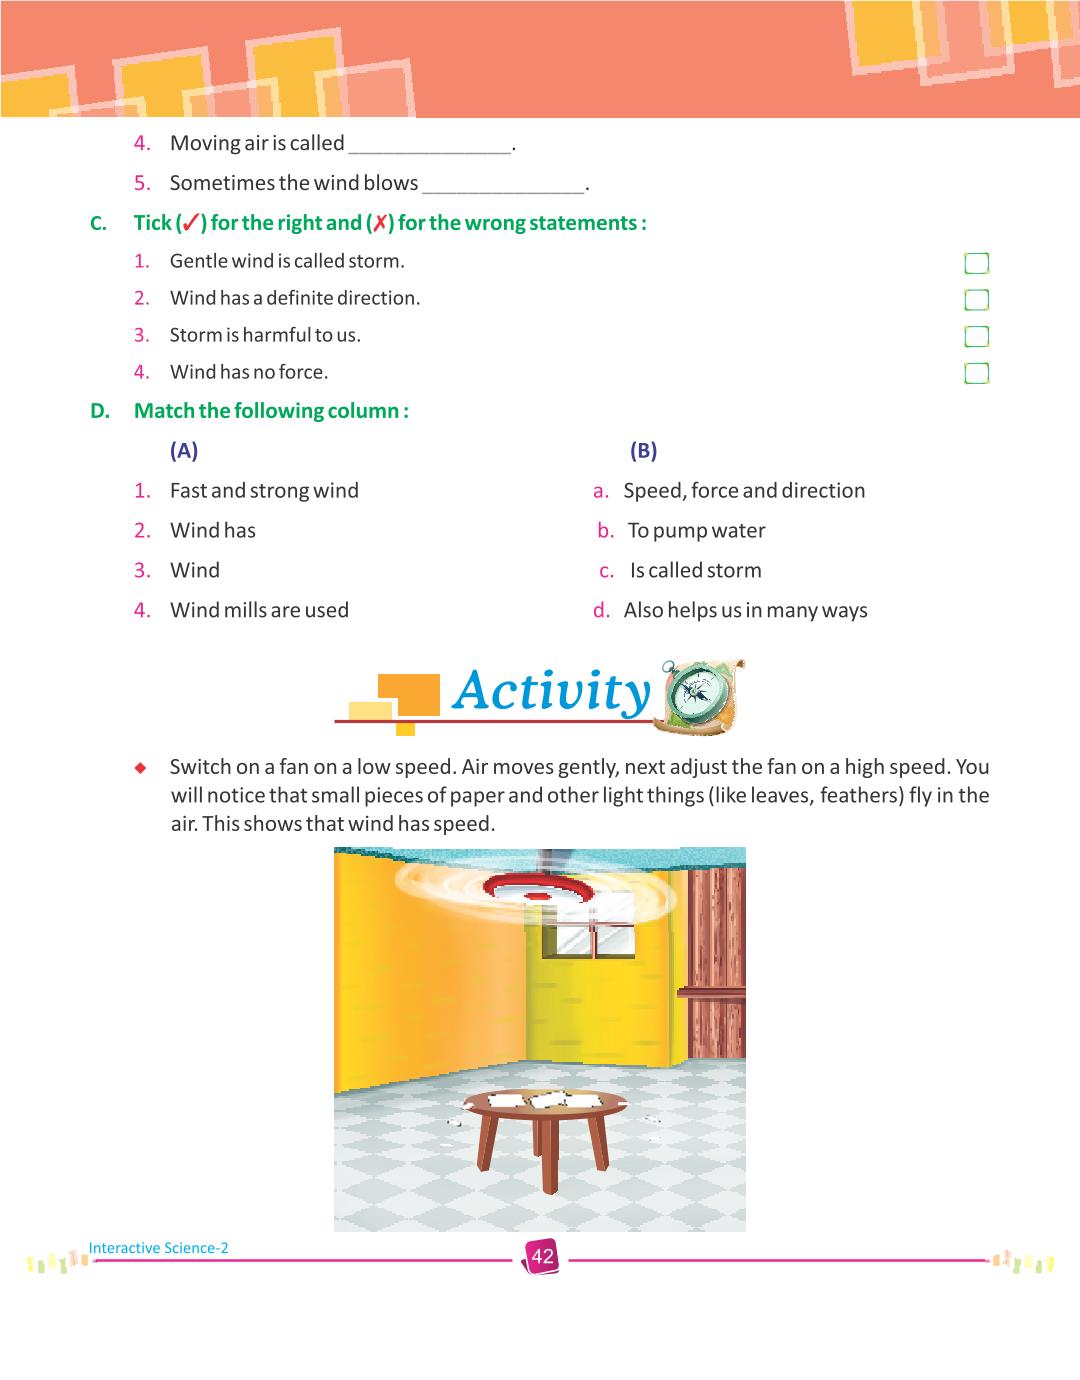 4. Moving air is called ______________.
5. Sometimes the wind blows ______________.
C. Tick (✓) for the right and (✗) for the wrong statements :
1. Gentle wind is called storm.
2. Wind has a definite direction.
3. Storm is harmful to us.
4. Wind has no force.
D. Match the following column :
(A) (B)
1. Fast and strong wind a. Speed, force and direction
2. Wind has b. To pump water
3. Wind c. Is called storm
4. Wind mills are used d. Also helps us in many ways
Activity
Switch on a fan on a low speed. Air moves gently, next adjust the fan on a high speed. You
will notice that small pieces of paper and other light things (like leaves, feathers) fly in the
air. This shows that wind has speed.
Interactive Science-2
42